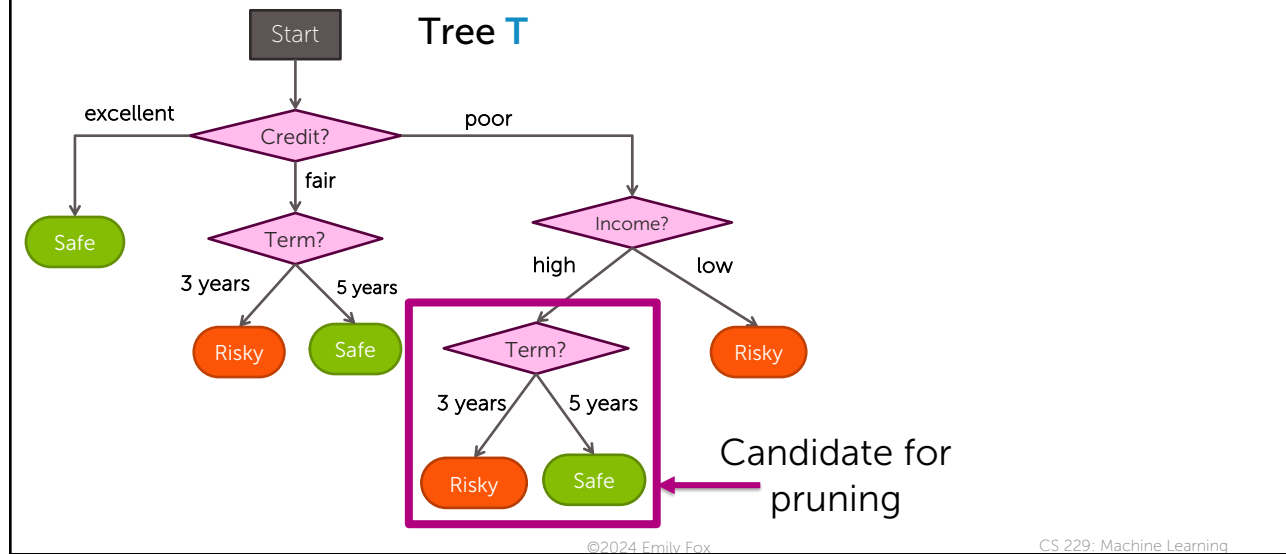 Start
Tree T
excellent
Credit?
poor
fair
Safe
Term?
Income?
3 years
5 years
high
low
Risky
Safe
Term?
Risky
3 years
5 years
Risky
Safe
Candidate for
pruning
©2024 Emily Fox
CS 229: Machine Learning